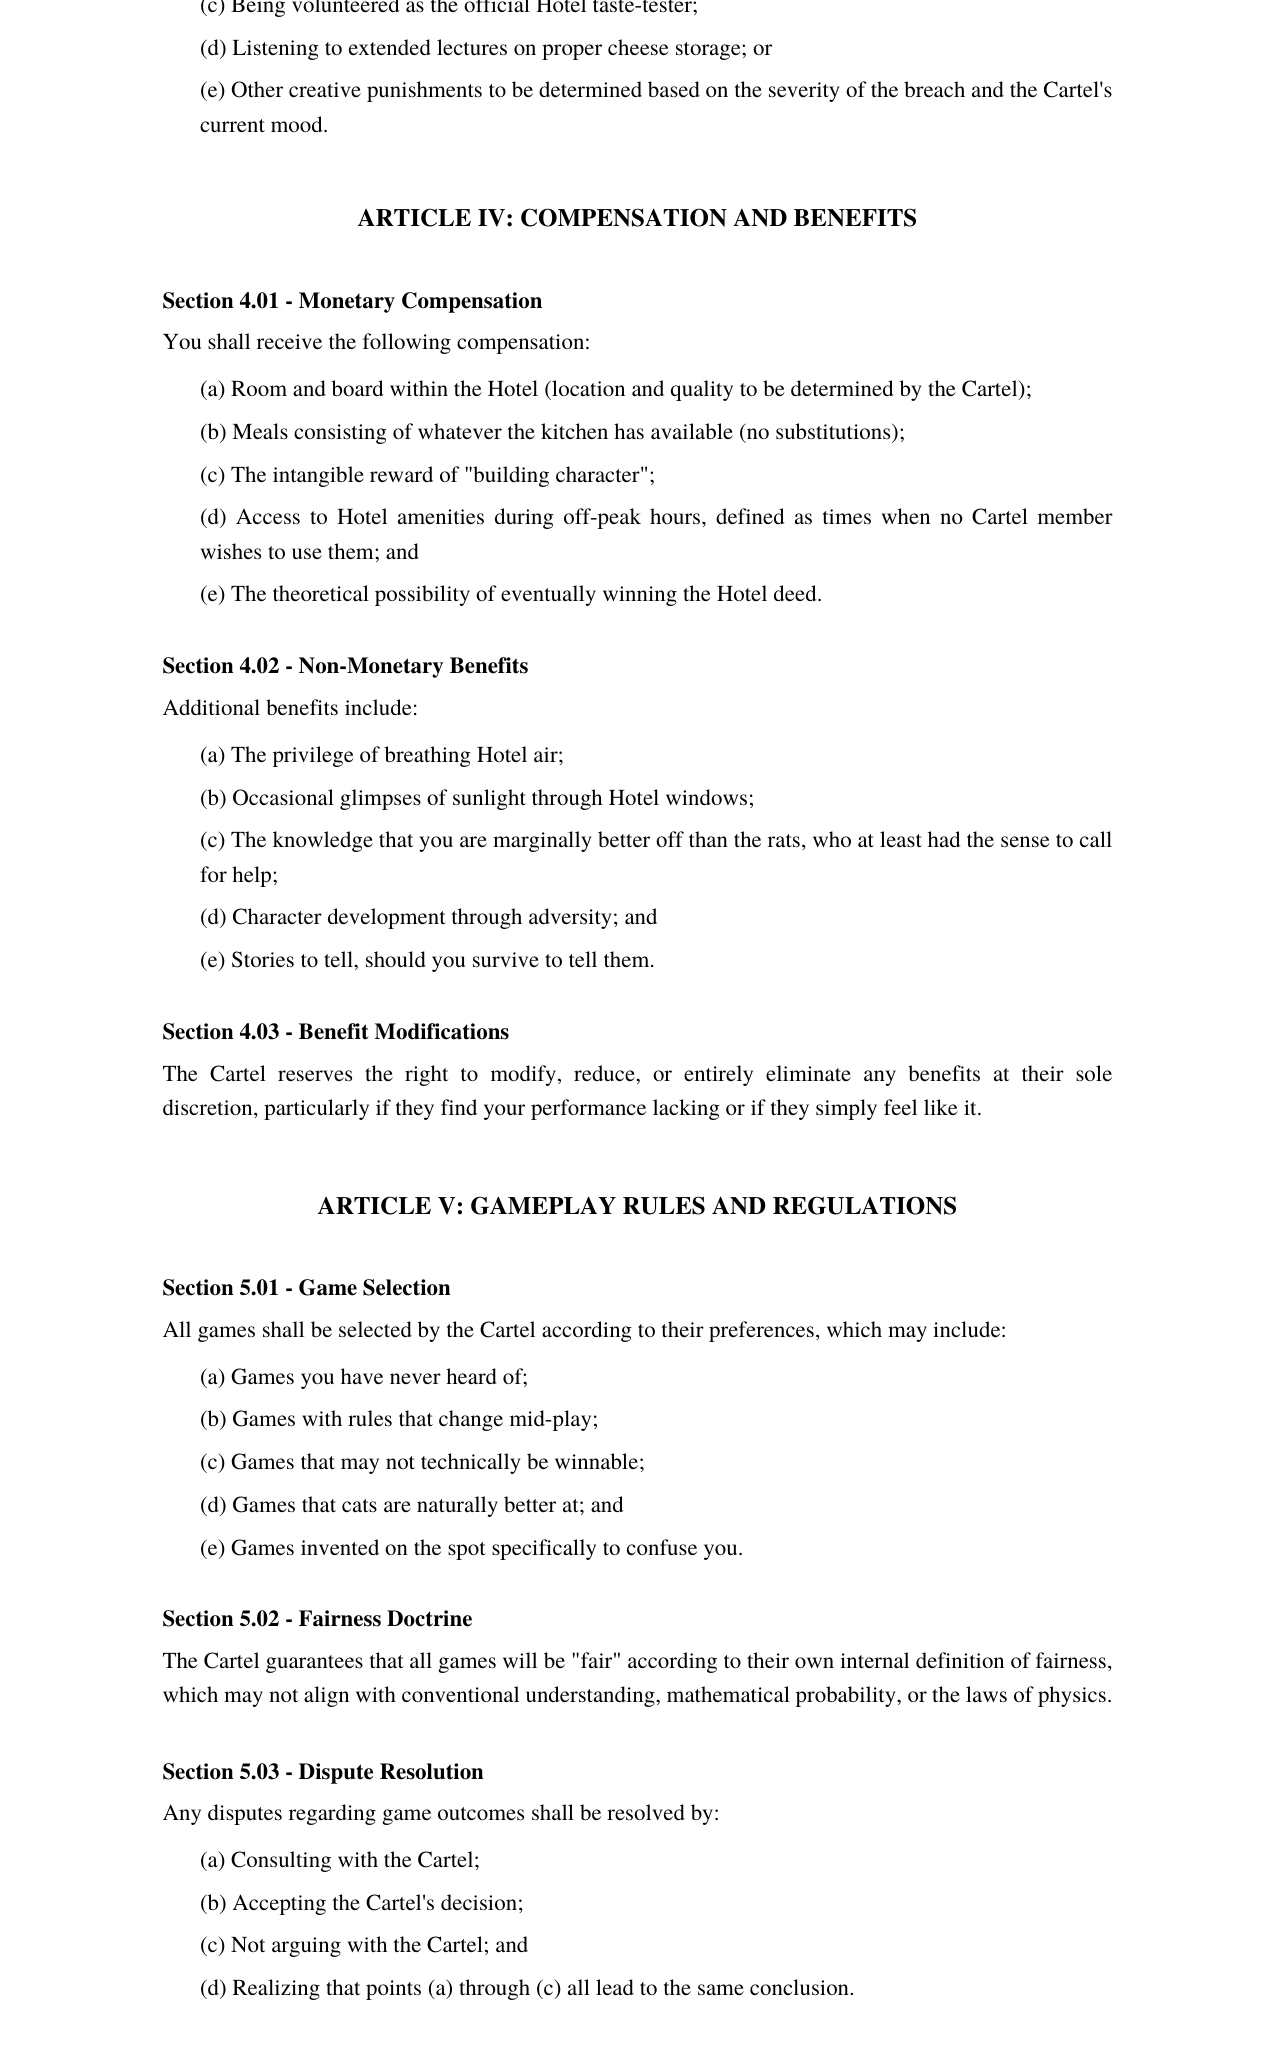 (c) Being volunteered as the official Hotel taste-tester;
(d) Listening to extended lectures on proper cheese storage; or
(e) Other creative punishments to be determined based on the severity of the breach and the Cartel's
current mood.
ARTICLE IV: COMPENSATION AND BENEFITS
Section 4.01 - Monetary Compensation
You shall receive the following compensation:
(a) Room and board within the Hotel (location and quality to be determined by the Cartel);
(b) Meals consisting of whatever the kitchen has available (no substitutions);
(c) The intangible reward of "building character";
(d) Access to Hotel amenities during off-peak hours, defined as times when no Cartel member
wishes to use them; and
(e) The theoretical possibility of eventually winning the Hotel deed.
Section 4.02 - Non-Monetary Benefits
Additional benefits include:
(a) The privilege of breathing Hotel air;
(b) Occasional glimpses of sunlight through Hotel windows;
(c) The knowledge that you are marginally better off than the rats, who at least had the sense to call
for help;
(d) Character development through adversity; and
(e) Stories to tell, should you survive to tell them.
Section 4.03 - Benefit Modifications
The Cartel reserves the right to modify, reduce, or entirely eliminate any benefits at their sole
discretion, particularly if they find your performance lacking or if they simply feel like it.
ARTICLE V: GAMEPLAY RULES AND REGULATIONS
Section 5.01 - Game Selection
All games shall be selected by the Cartel according to their preferences, which may include:
(a) Games you have never heard of;
(b) Games with rules that change mid-play;
(c) Games that may not technically be winnable;
(d) Games that cats are naturally better at; and
(e) Games invented on the spot specifically to confuse you.
Section 5.02 - Fairness Doctrine
The Cartel guarantees that all games will be "fair" according to their own internal definition of fairness,
which may not align with conventional understanding, mathematical probability, or the laws of physics.
Section 5.03 - Dispute Resolution
Any disputes regarding game outcomes shall be resolved by:
(a) Consulting with the Cartel;
(b) Accepting the Cartel's decision;
(c) Not arguing with the Cartel; and
(d) Realizing that points (a) through (c) all lead to the same conclusion.